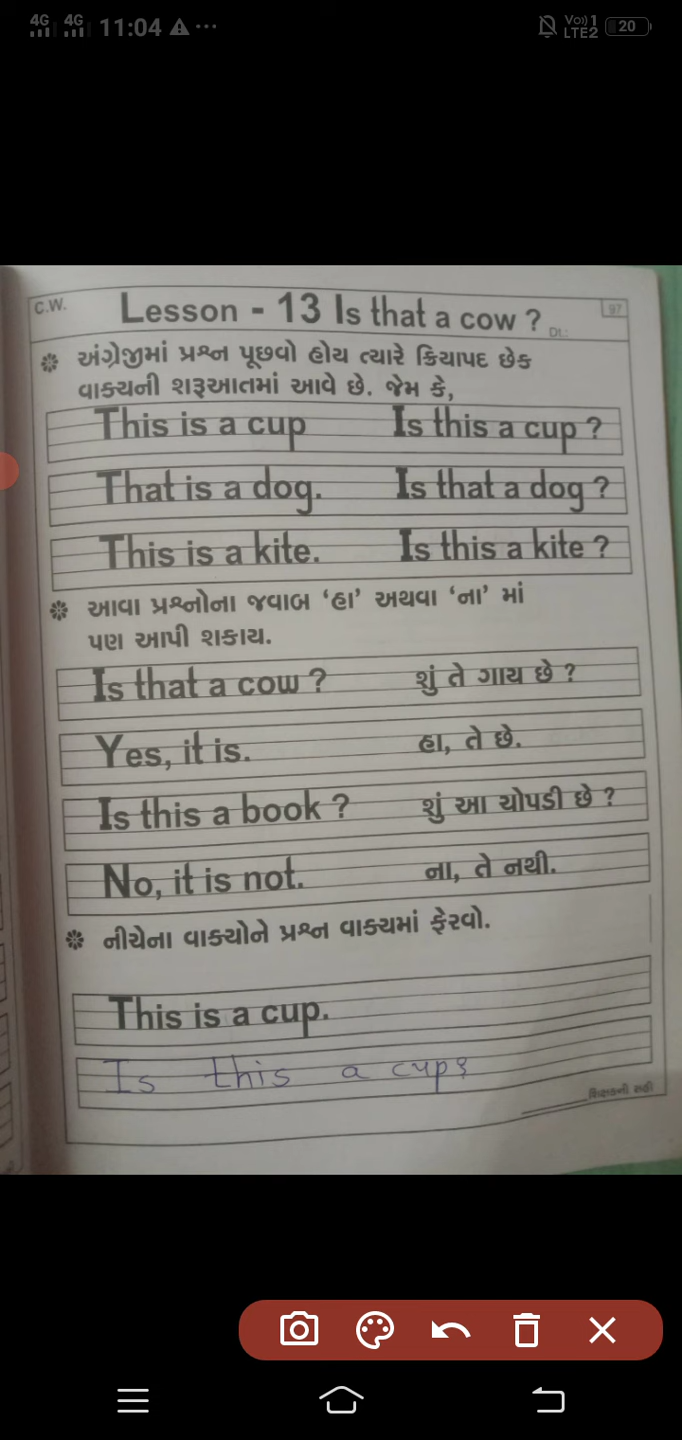 4G 4G 11:04
Vo)) 1 LTE2 20
C.W. Lesson - 13 Is that a cow ? 97
Dt.:
અંગ્રેજીમાં પ્રશ્ન પૂછવો હોય ત્યારે ક્રિયાપદ છેક
વાક્યની શરૂઆતમાં આવે છે. જેમ કે,
This is a cup Is this a cup ?
That is a dog. Is that a dog ?
This is a kite. Is this a kite ?
આવા પ્રશ્નોના જવાબ ‘હા’ અથવા ‘ના’ માં
પણ આપી શકાય.
Is that a cow ? શું તે ગાય છે ?
Yes, it is. હા, તે છે.
Is this a book ? શું આ ચોપડી છે ?
No, it is not. ના, તે નથી.
નીચેના વાક્યોને પ્રશ્ન વાક્યમાં ફેરવો.
This is a cup.
Is this a cup?
શિક્ષકની સહી